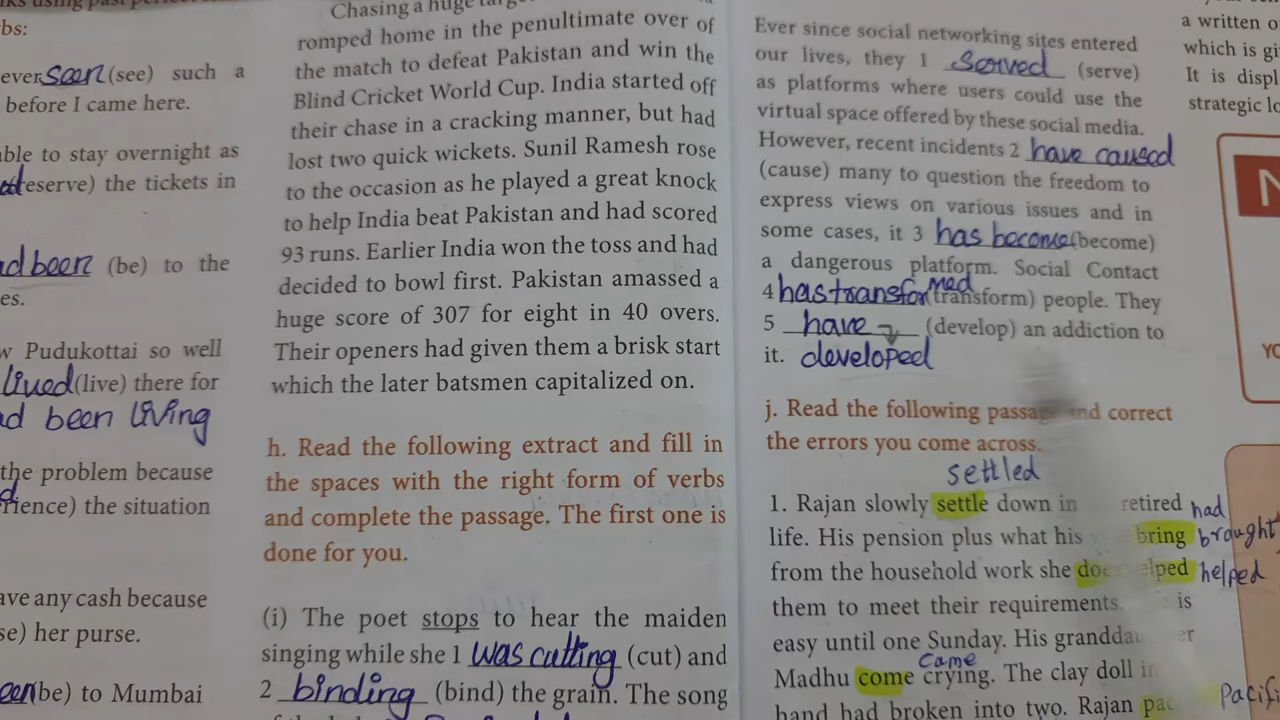 bs:
ever seen (see) such a
before I came here.
able to stay overnight as
reserve) the tickets in
had been (be) to the
es.
w Pudukottai so well
lived (live) there for
had been living
the problem because
rience) the situation
ave any cash because
se) her purse.
een (be) to Mumbai
Chasing a huge
romped home in the penultimate over of
the match to defeat Pakistan and win the
Blind Cricket World Cup. India started off
their chase in a cracking manner, but had
lost two quick wickets. Sunil Ramesh rose
to the occasion as he played a great knock
to help India beat Pakistan and had scored
93 runs. Earlier India won the toss and had
decided to bowl first. Pakistan amassed a
huge score of 307 for eight in 40 overs.
Their openers had given them a brisk start
which the later batsmen capitalized on.
h. Read the following extract and fill in
the spaces with the right form of verbs
and complete the passage. The first one is
done for you.
(i) The poet stops to hear the maiden
singing while she 1 was cutting (cut) and
2 binding (bind) the grain. The song
Ever since social networking sites entered
our lives, they 1 served (serve)
as platforms where users could use the
virtual space offered by these social media.
However, recent incidents 2 have caused
(cause) many to question the freedom to
express views on various issues and in
some cases, it 3 has become (become)
a dangerous platform. Social Contact
4 has transformed (transform) people. They
5 have (develop) an addiction to
it. developed
j. Read the following passage and correct
the errors you come across.
settled
1. Rajan slowly settle down in retired had
life. His pension plus what his bring brought
from the household work she does helped helped
them to meet their requirements. is
easy until one Sunday. His granddaughter
came
Madhu come crying. The clay doll in
hand had broken into two. Rajan
a written
which is
It is
strategic